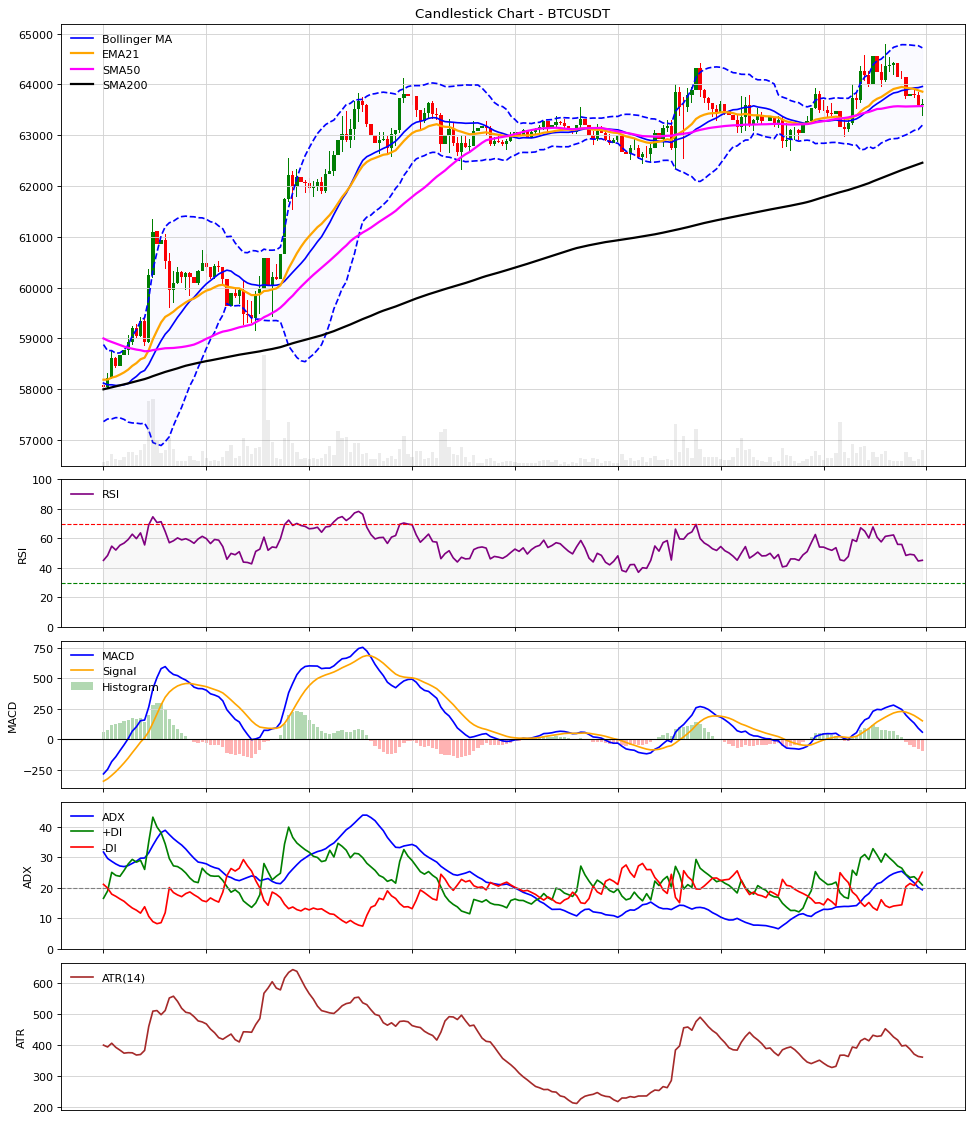 Candlestick Chart - BTCUSDT
65000
64000
63000
62000
61000
60000
59000
58000
57000
Bollinger MA
EMA21
SMA50
SMA200
100
80
60
40
20
0
RSI
RSI
750
500
250
0
−250
MACD
MACD
Signal
Histogram
40
30
20
10
0
ADX
ADX
+DI
-DI
600
500
400
300
200
ATR
ATR(14)